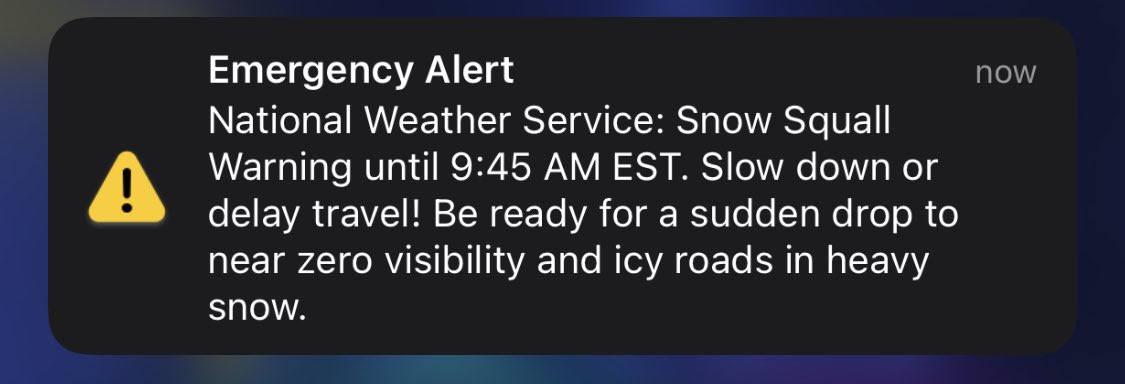 Emergency Alert
now
National Weather Service: Snow Squall
Warning until 9:45 AM EST. Slow down or
delay travel! Be ready for a sudden drop to
near zero visibility and icy roads in heavy
snow.